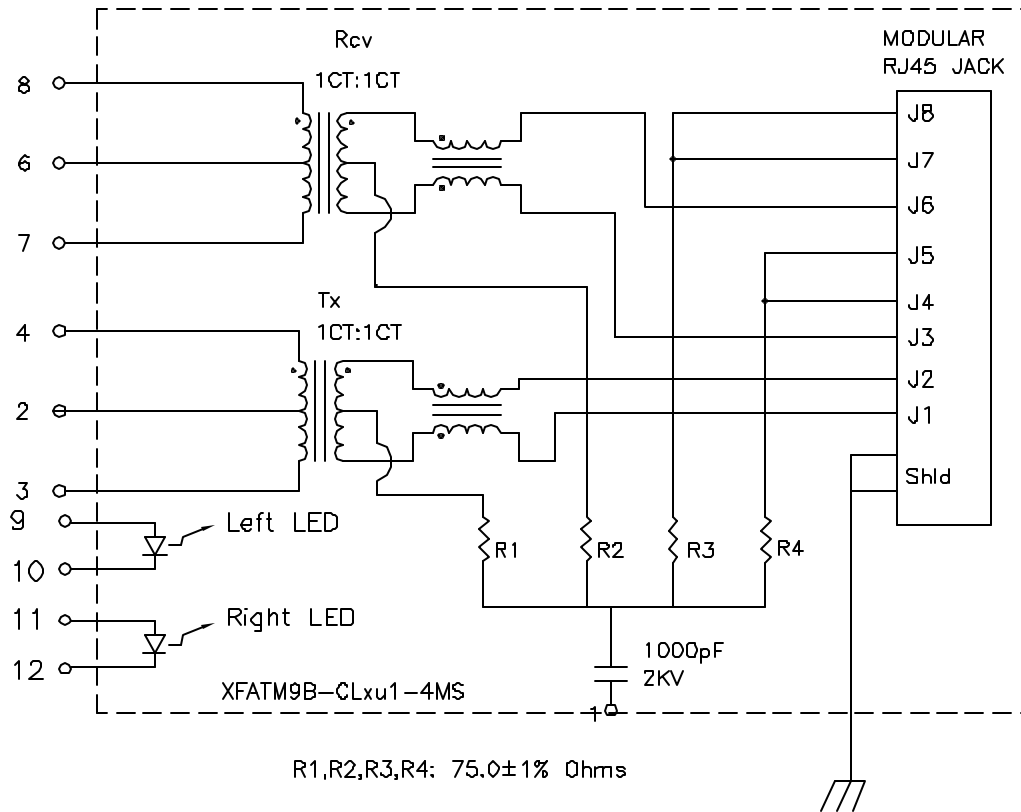 Rcv
1CT:1CT
MODULAR
RJ45 JACK
8
6
7
J8
J7
J6
J5
J4
J3
J2
J1
Shld
Tx
1CT:1CT
4
2
3
9
10
11
12
Left LED
Right LED
R1
R2
R3
R4
1000pF
2KV
XFATM9B-CLxu1-4MS
1
R1,R2,R3,R4: 75.0±1% Ohms